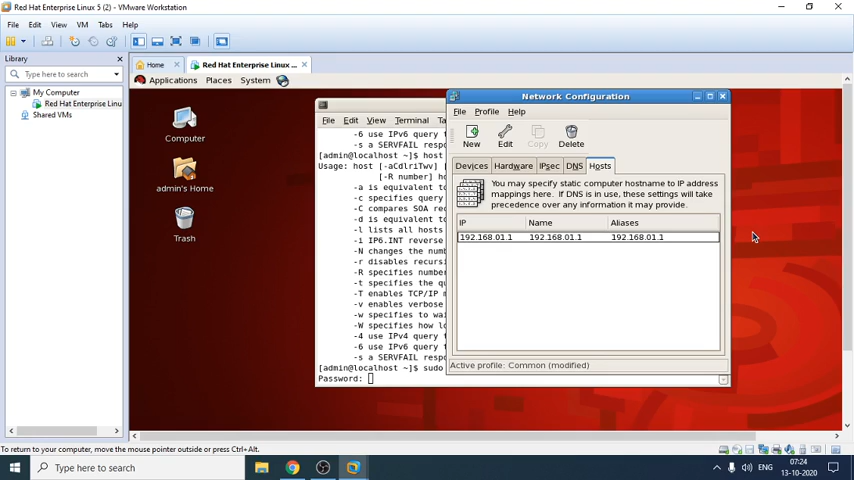 Red Hat Enterprise Linux 5 (2) - VMware Workstation
File Edit View VM Tabs Help
Library
Type here to search
My Computer
Red Hat Enterprise Linu
Shared VMs
Home
Red Hat Enterprise Linux ...
Applications Places System
Computer
admin's Home
Trash
File Edit View Terminal Ta
-6 use IPv6 query
-s a SERVFAIL respo
[admin@localhost ~]$ host
Usage: host [-aCdlriTwv] [
[-R number] h
-a is equivalent to
-c specifies query
-C compares SOA rec
-d is equivalent to
-l lists all hosts
-i IP6.INT reverse
-N changes the numb
-r disables recursi
-R specifies number
-t specifies the qu
-T enables TCP/IP m
-v enables verbose
-w specifies to wai
-W specifies how lo
-4 use IPv4 query t
-6 use IPv6 query t
-s a SERVFAIL respo
[admin@localhost ~]$ sudo
Password:
Network Configuration
File Profile Help
New Edit Copy Delete
Devices Hardware IPsec DNS Hosts
You may specify static computer hostname to IP address
mappings here. If DNS is in use, these settings will take
precedence over any information it may provide.
IP Name Aliases
192.168.01.1 192.168.01.1 192.168.01.1
Active profile: Common (modified)
To return to your computer, move the mouse pointer outside or press Ctrl+Alt.
Type here to search
ENG
07:24
13-10-2020